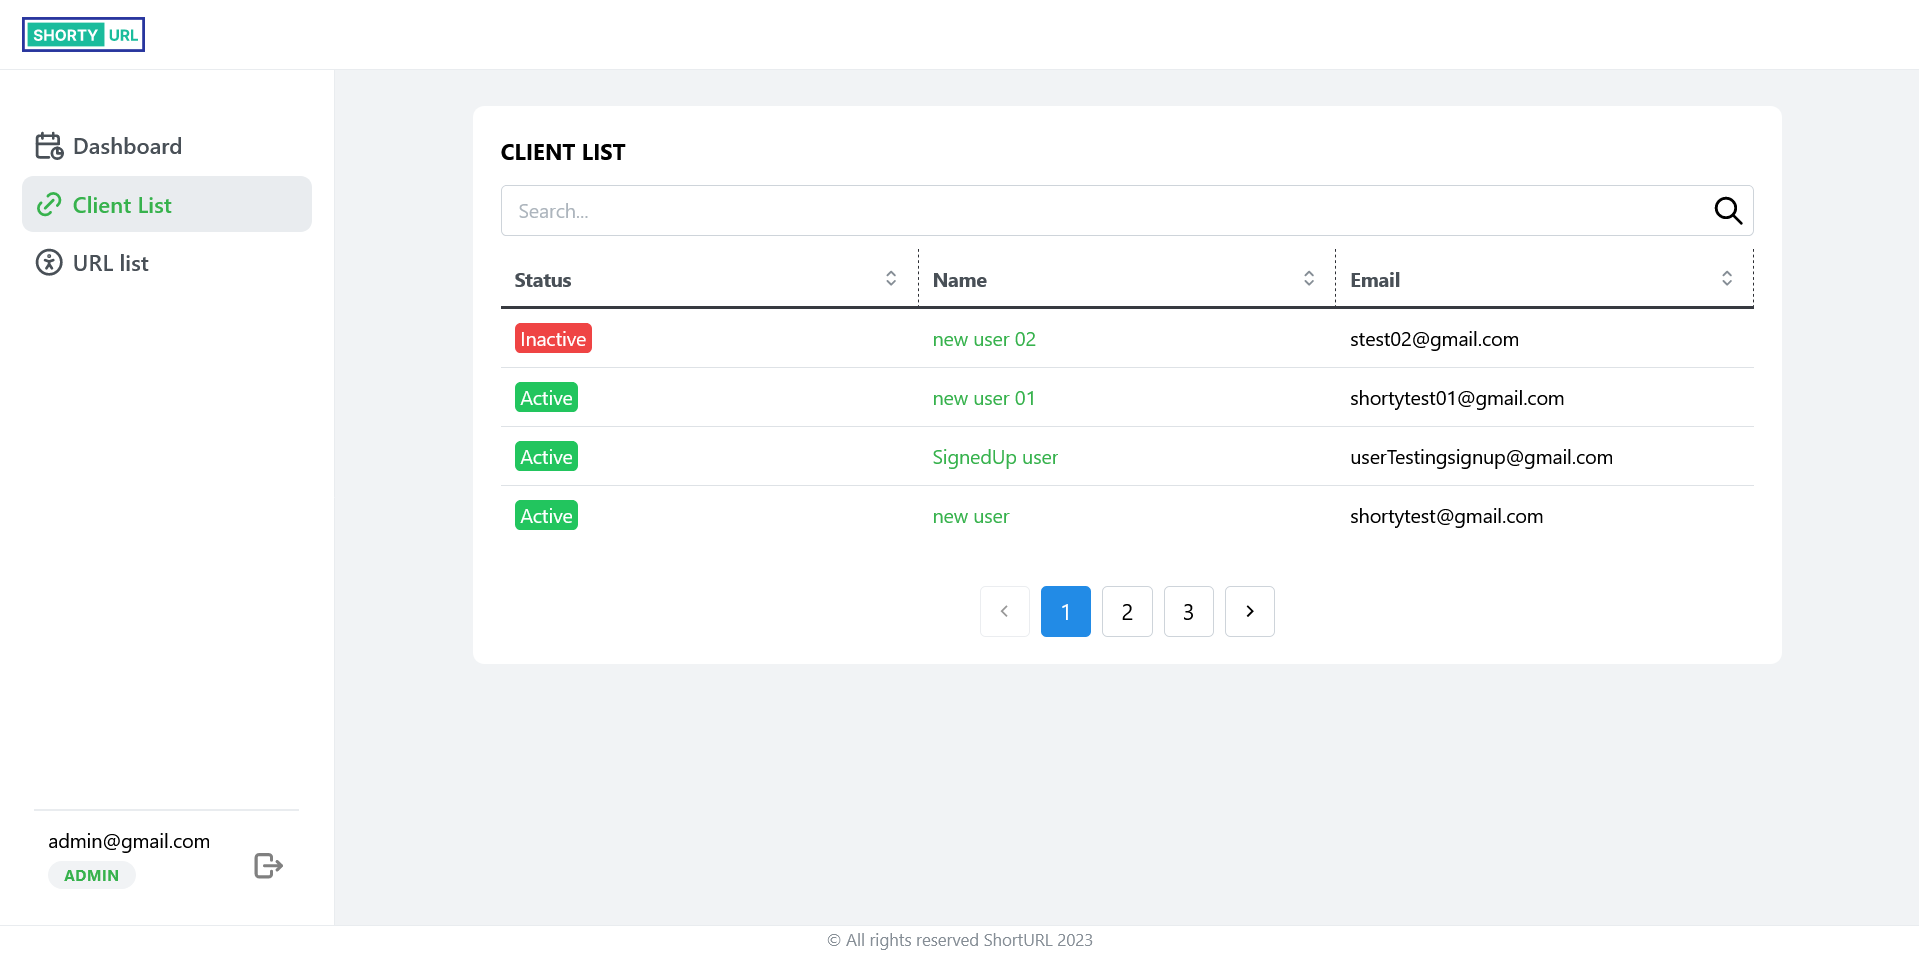 SHORTY URL
Dashboard
Client List
URL list
CLIENT LIST
Search...
Status Name Email
Inactive new user 02 stest02@gmail.com
Active new user 01 shortytest01@gmail.com
Active SignedUp user userTestingsignup@gmail.com
Active new user shortytest@gmail.com
1 2 3
admin@gmail.com
ADMIN
© All rights reserved ShortURL 2023